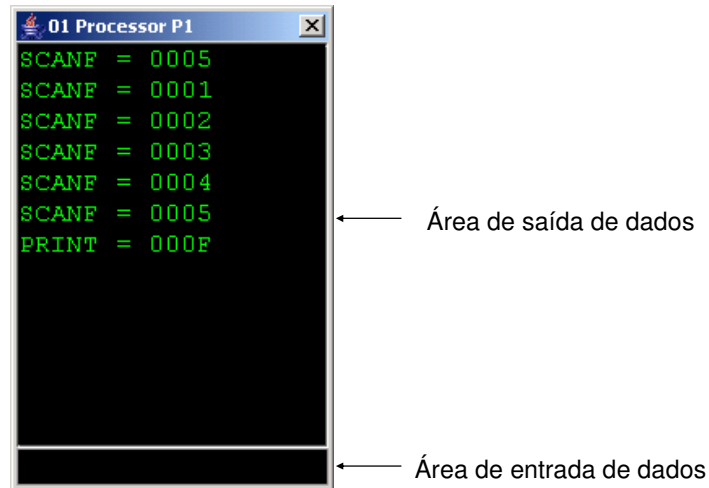 01 Processor P1
SCANF = 0005
SCANF = 0001
SCANF = 0002
SCANF = 0003
SCANF = 0004
SCANF = 0005
PRINT = 000F
Área de saída de dados
Área de entrada de dados